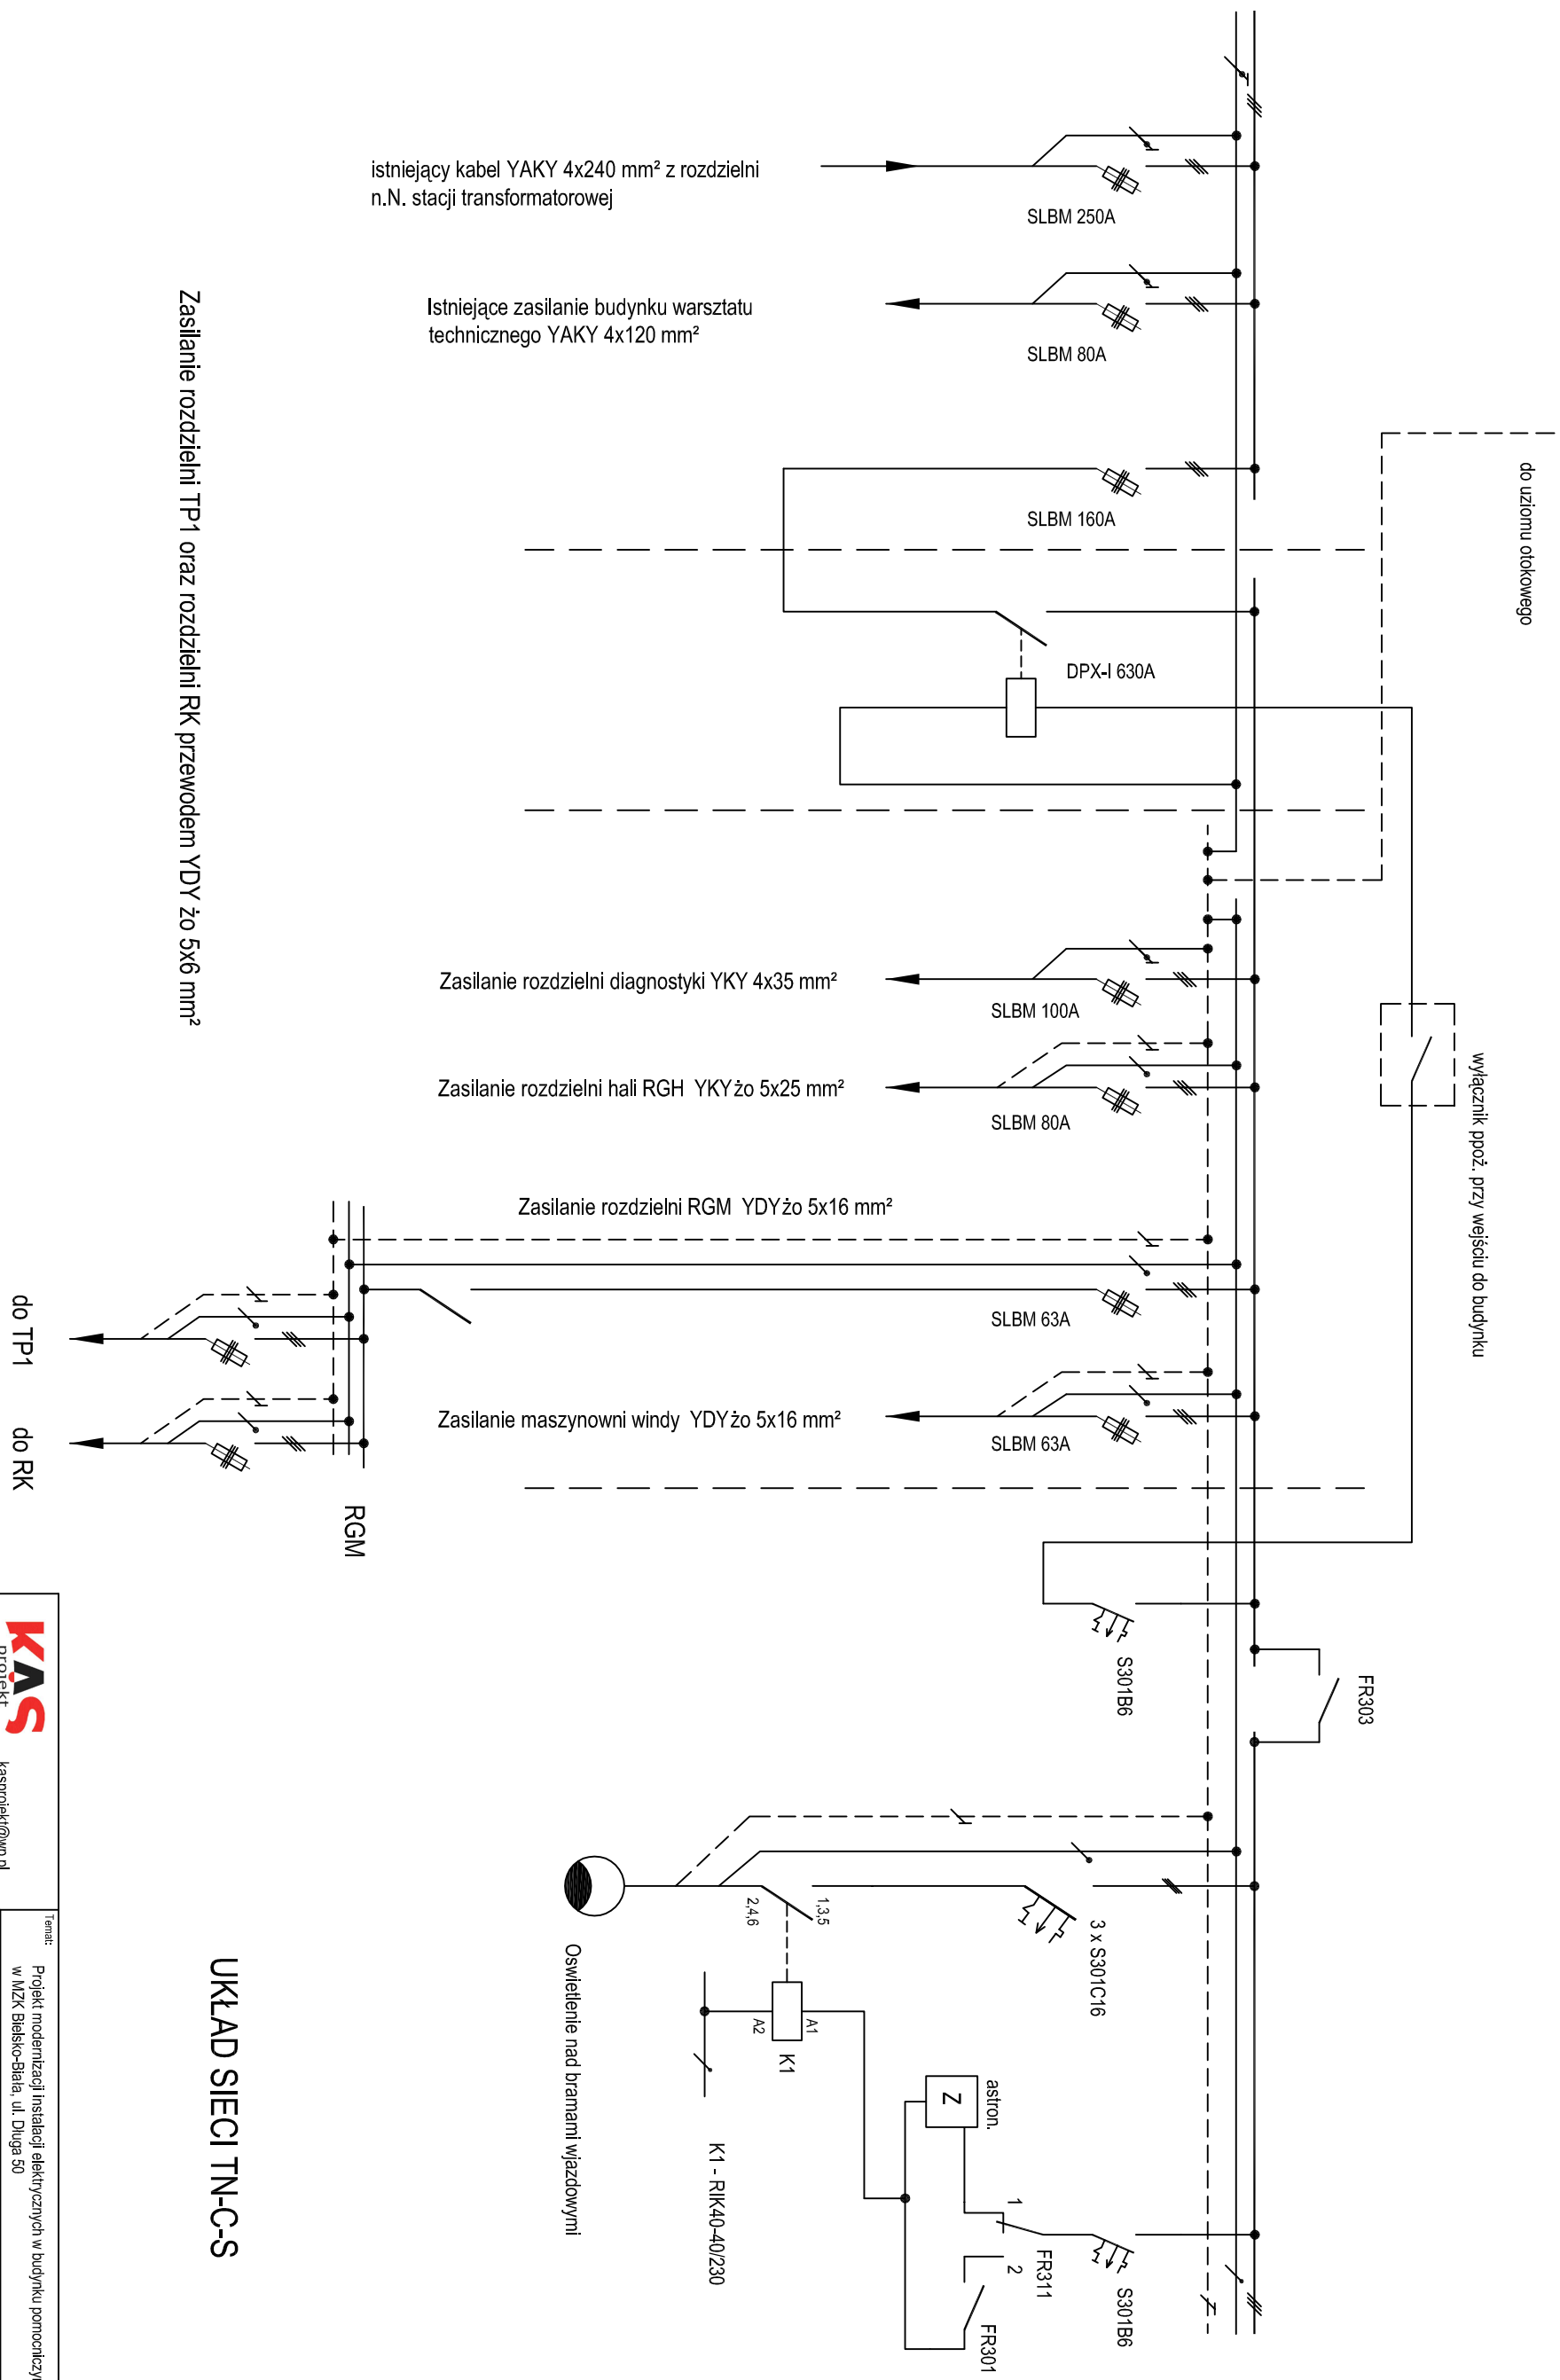 istniejący kabel YAKY 4x240 mm² z rozdzielni
n.N. stacji transformatorowej
SLBM 250A
Istniejące zasilanie budynku warsztatu
technicznego YAKY 4x120 mm²
SLBM 80A
SLBM 160A
do uziomu otokowego
DPX-I 630A
Zasilanie rozdzielni TP1 oraz rozdzielni RK przewodem YDY żo 5x6 mm²
Zasilanie rozdzielni diagnostyki YKY 4x35 mm²
SLBM 100A
wyłącznik ppoż. przy wejściu do budynku
Zasilanie rozdzielni hali RGH YKYżo 5x25 mm²
SLBM 80A
Zasilanie rozdzielni RGM YDYżo 5x16 mm²
SLBM 63A
Zasilanie maszynowni windy YDYżo 5x16 mm²
SLBM 63A
do TP1
do RK
RGM
S301B6
FR303
3 x S301C16
1,3,5
2,4,6
A1
A2
K1
Oswietlenie nad bramami wjazdowymi
astron.
Z
K1 - RIK40-40/230
1
2
FR311
S301B6
FR301
UKŁAD SIECI TN-C-S
KAS
projekt
kasprojekt@wp.pl
Temat:
Projekt modernizacji instalacji elektrycznych w budynku pomocniczy
w MZK Bielsko-Biała, ul. Długa 50